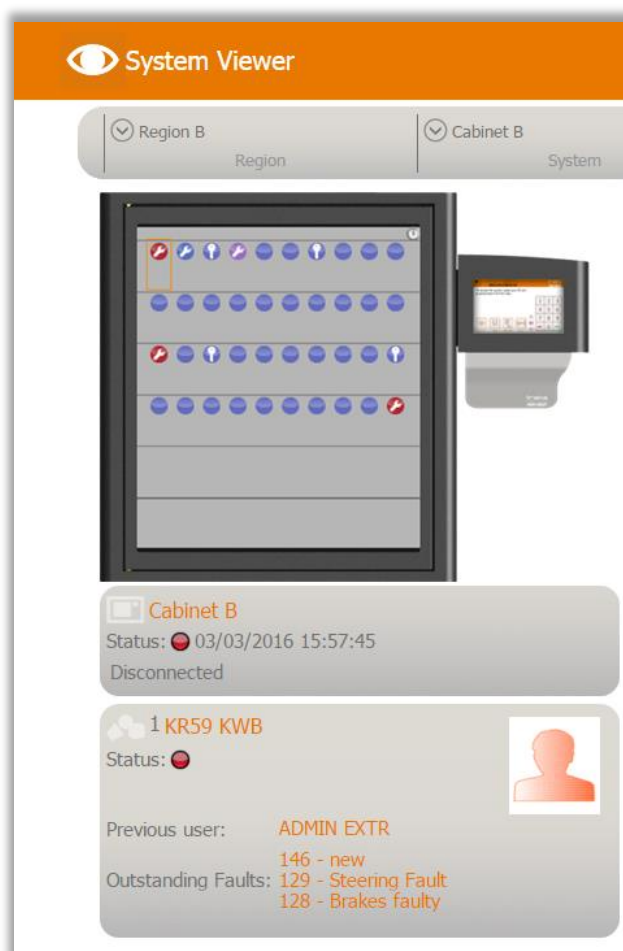 System Viewer
Region B
Region
Cabinet B
System
Cabinet B
Status: 03/03/2016 15:57:45
Disconnected
1 KR59 KWB
Status:
Previous user: ADMIN EXTR
Outstanding Faults: 146 - new
129 - Steering Fault
128 - Brakes faulty